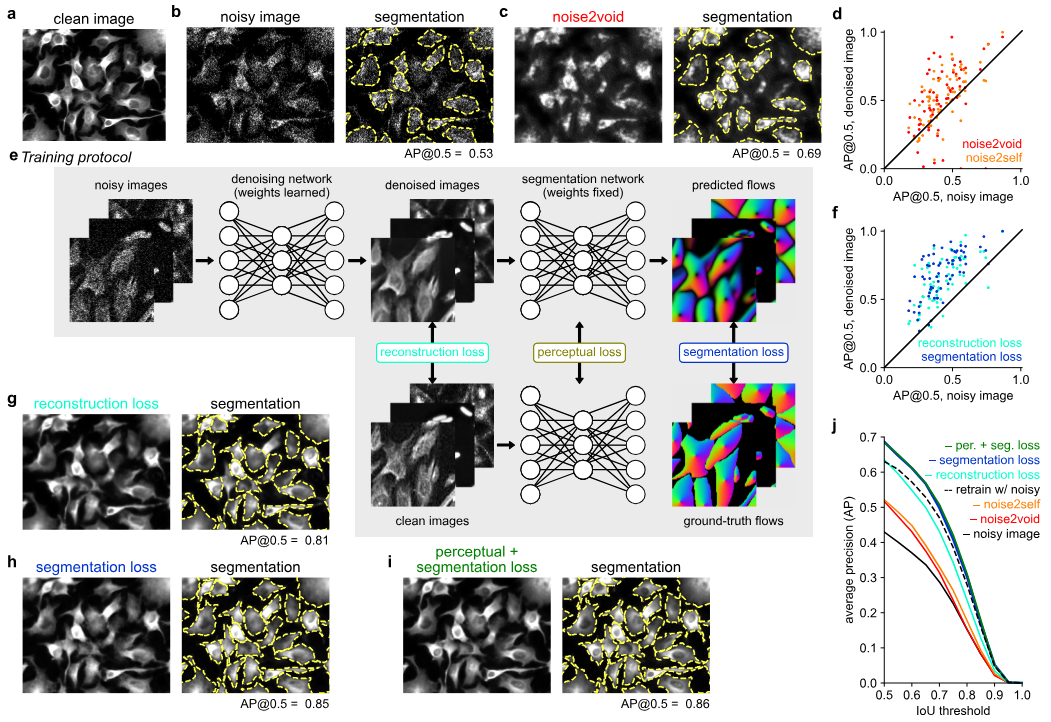 a
clean image
b
noisy image
segmentation
AP@0.5 = 0.53
c
noise2void
segmentation
AP@0.5 = 0.69
d
AP@0.5, denoised image
1.0
0.5
0.0
noise2void
noise2self
0.0 0.5 1.0
AP@0.5, noisy image
e Training protocol
noisy images
denoising network
(weights learned)
denoised images
segmentation network
(weights fixed)
predicted flows
reconstruction loss
perceptual loss
segmentation loss
clean images
ground-truth flows
f
AP@0.5, denoised image
1.0
0.5
0.0
reconstruction loss
segmentation loss
0.0 0.5 1.0
AP@0.5, noisy image
g
reconstruction loss
segmentation
AP@0.5 = 0.81
h
segmentation loss
segmentation
AP@0.5 = 0.85
i
perceptual +
segmentation loss
segmentation
AP@0.5 = 0.86
j
average precision (AP)
0.7
0.6
0.5
0.4
0.3
0.2
0.1
0.0
– per. + seg. loss
– segmentation loss
– reconstruction loss
-- retrain w/ noisy
– noise2self
– noise2void
– noisy image
0.5 0.6 0.7 0.8 0.9 1.0
IoU threshold